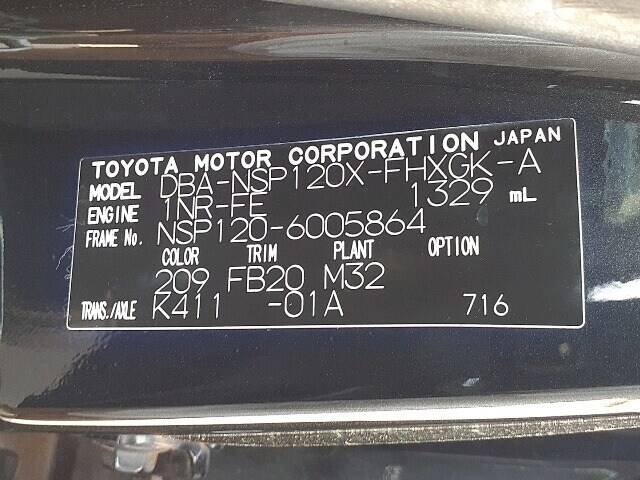 TOYOTA MOTOR CORPORATION JAPAN
MODEL DBA-NSP120X-FHXGK-A
ENGINE 1NR-FE 1329 mL
FRAME No. NSP120-6005864
COLOR TRIM PLANT OPTION
209 FB20 M32
TRANS./AXLE K411 -01A 716